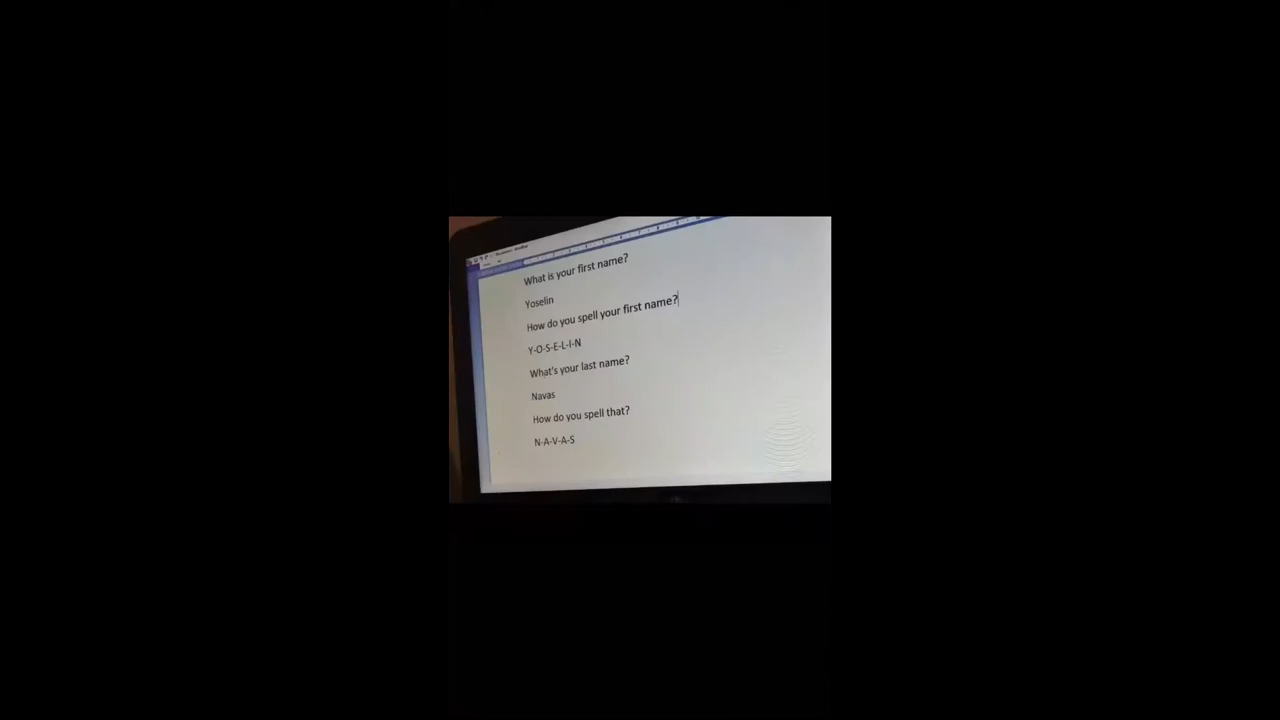 What is your first name?
Yoselin
How do you spell your first name?
Y-O-S-E-L-I-N
What's your last name?
Navas
How do you spell that?
N-A-V-A-S